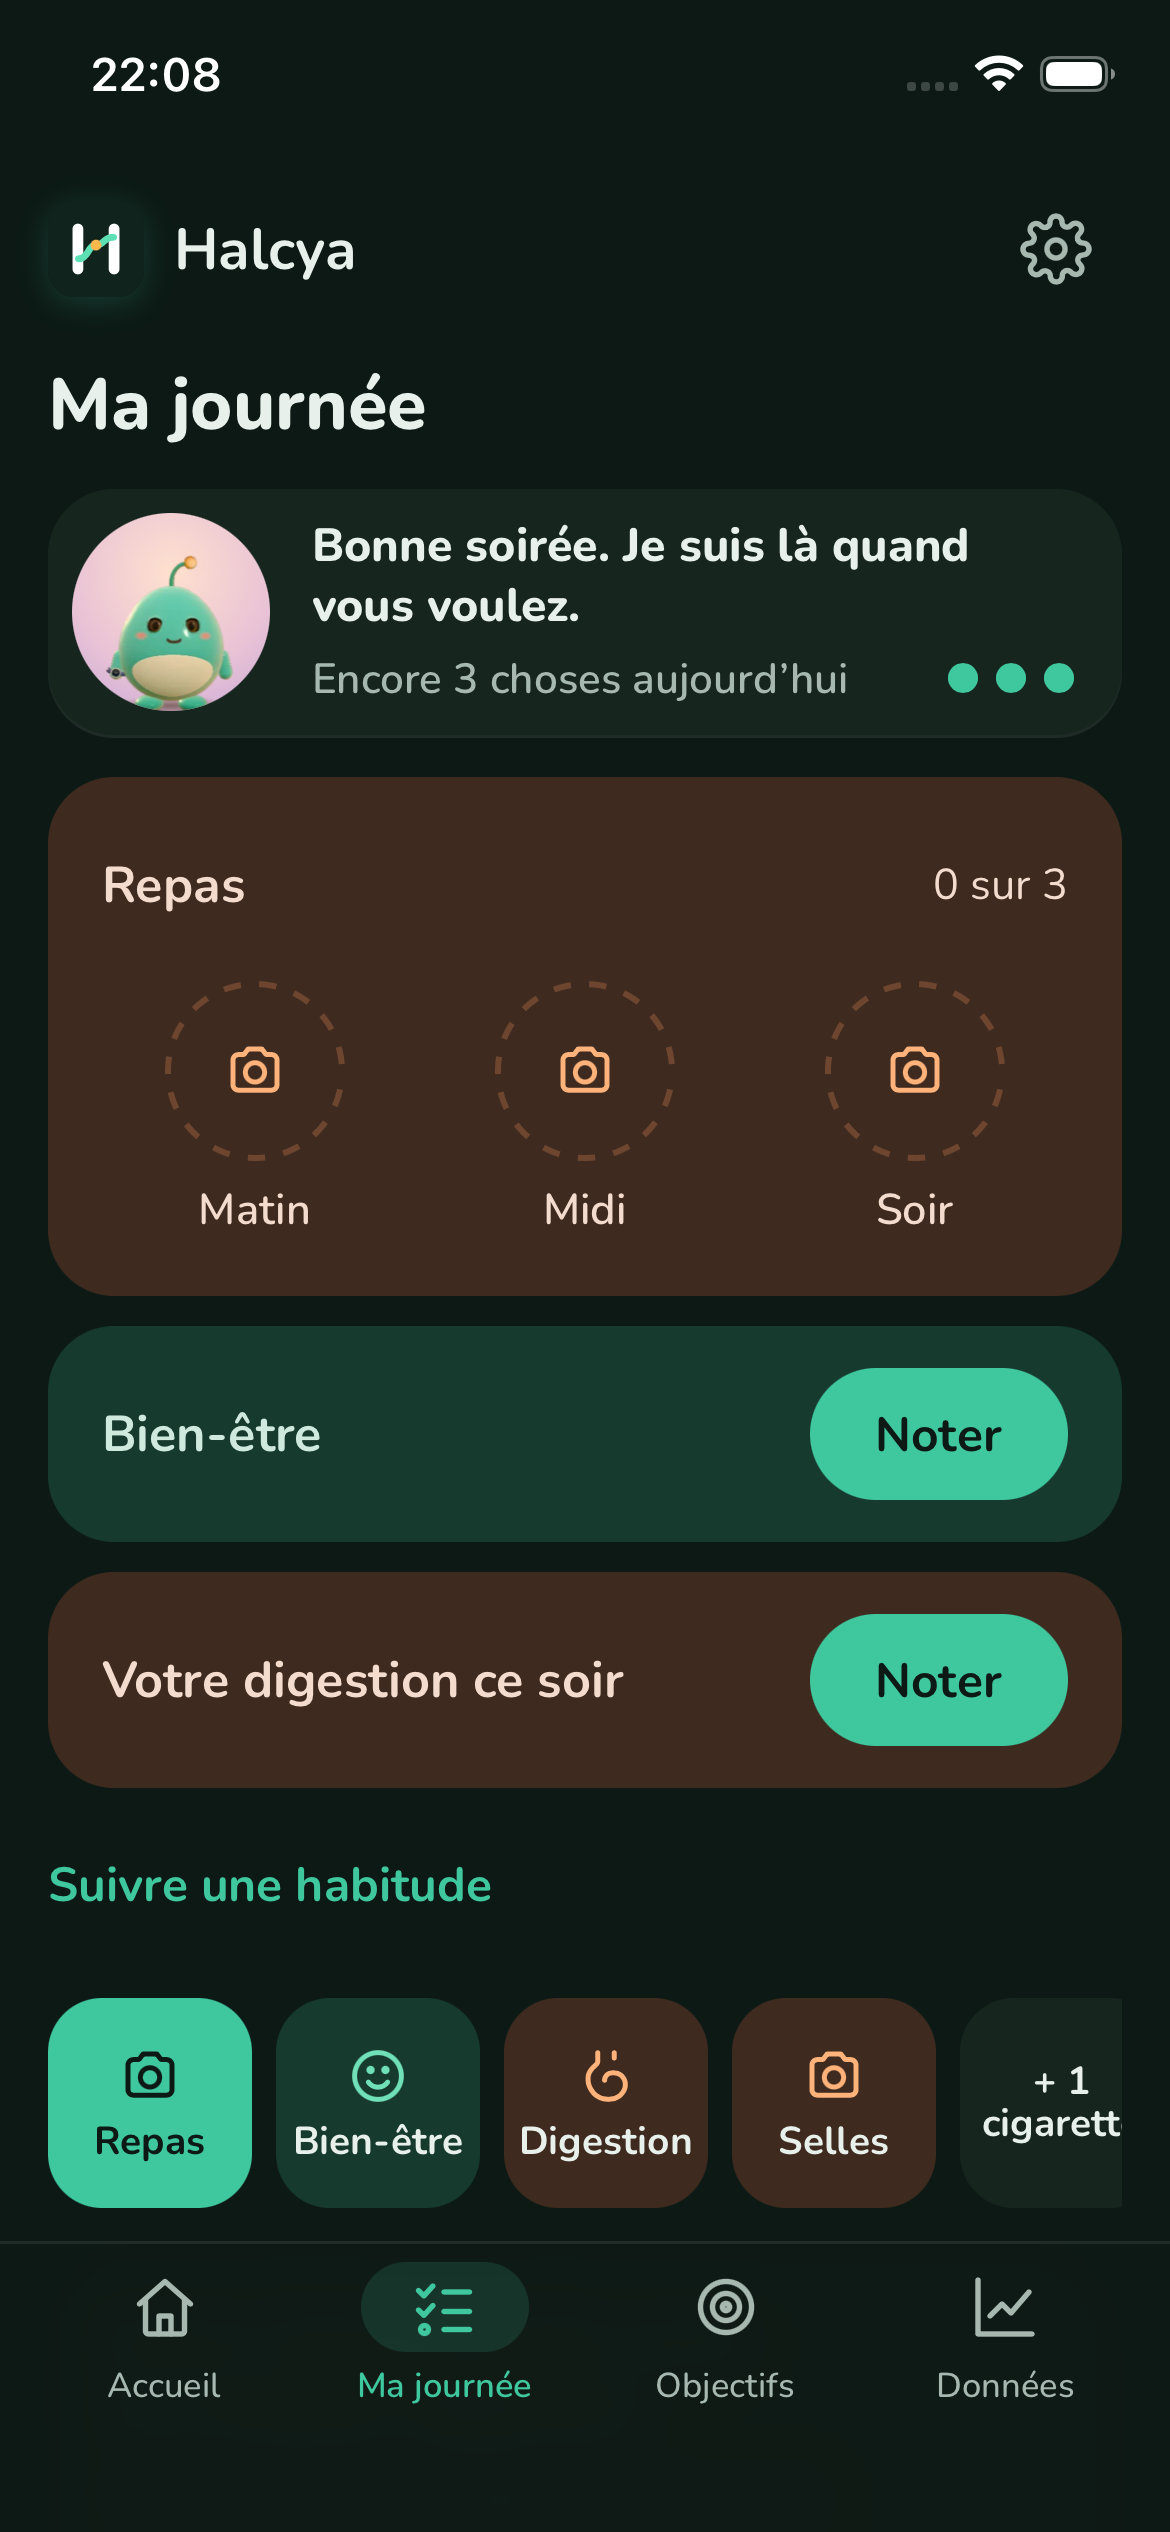 22:08
Halcya
Ma journée
Bonne soirée. Je suis là quand
vous voulez.
Encore 3 choses aujourd’hui
Repas
0 sur 3
Matin
Midi
Soir
Bien-être
Noter
Votre digestion ce soir
Noter
Suivre une habitude
Repas
Bien-être
Digestion
Selles
+ 1
cigarett
Accueil
Ma journée
Objectifs
Données